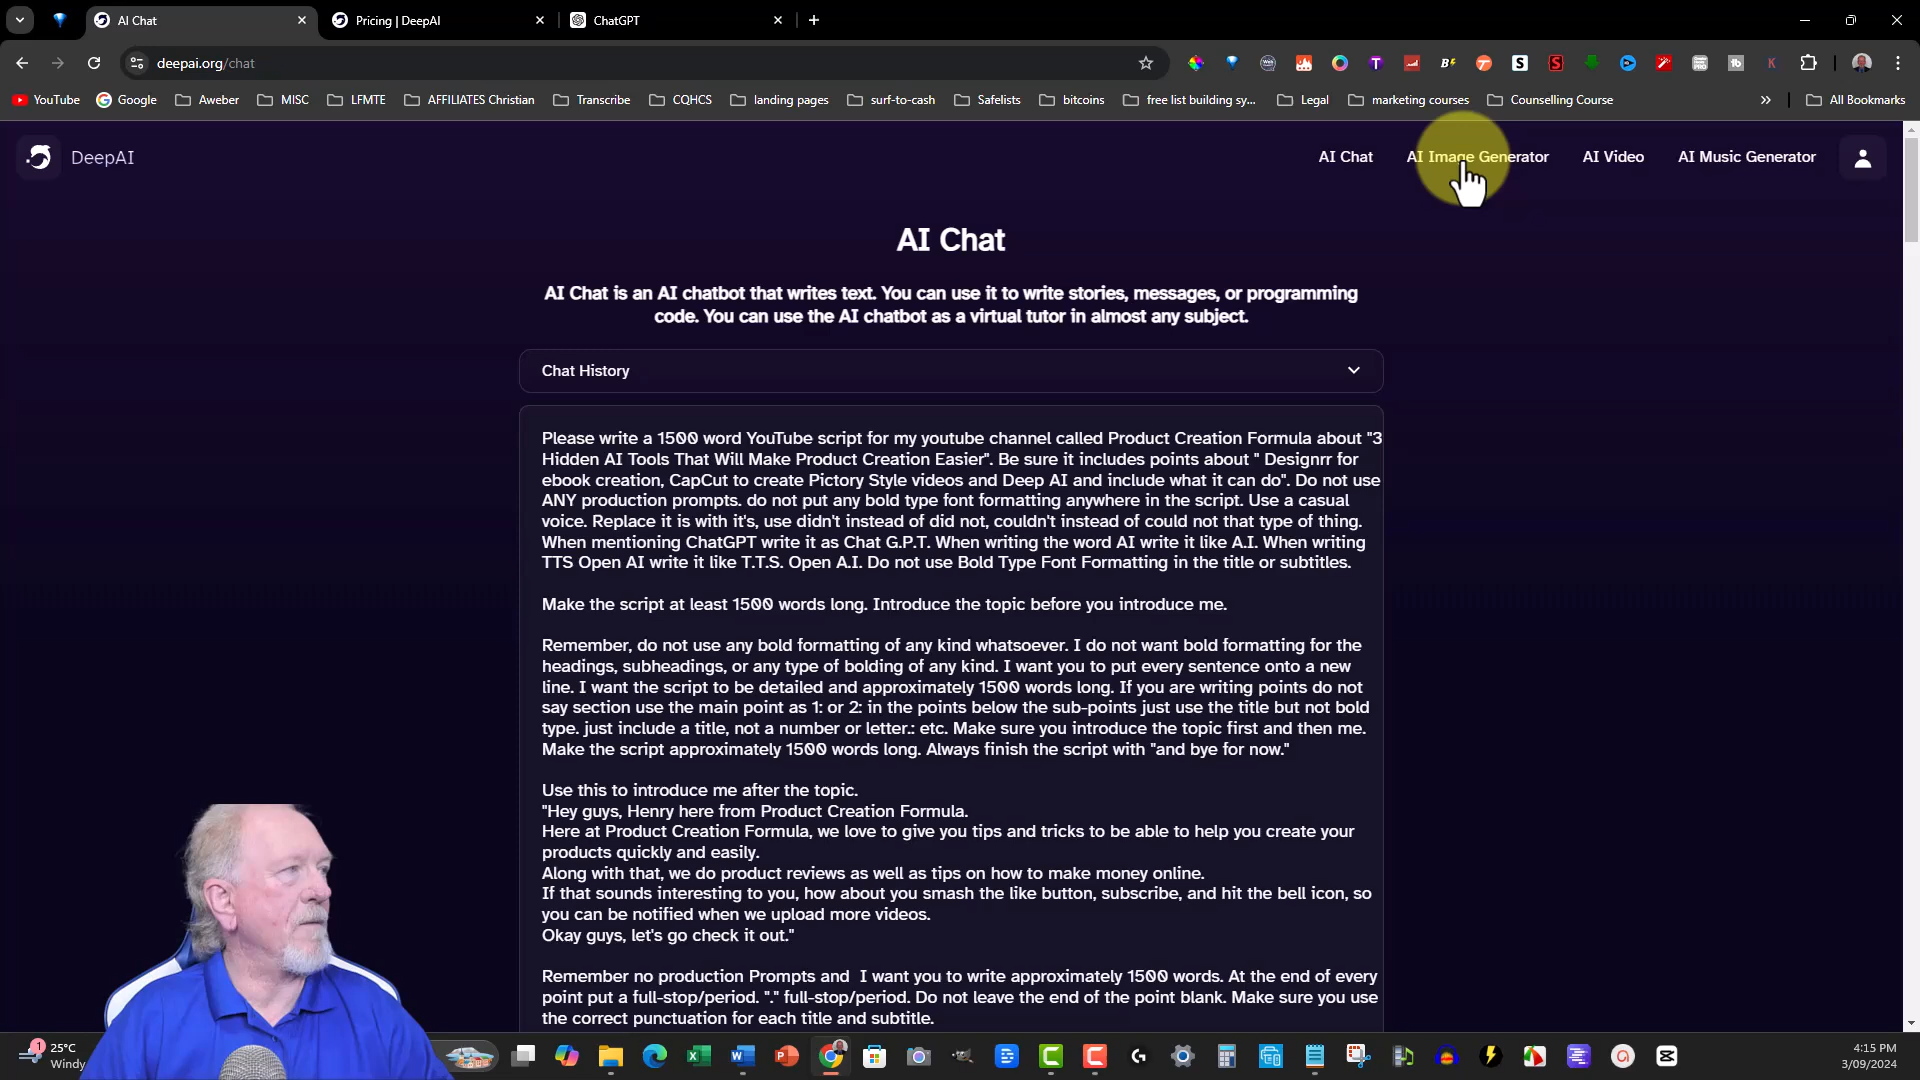 AI Chat
Pricing | DeepAI
ChatGPT
deepai.org/chat
YouTube
Google
Aweber
MISC
LFMTE
AFFILIATES Christian
Transcribe
CQHCS
landing pages
surf-to-cash
Safelists
bitcoins
free list building sy...
Legal
marketing courses
Counselling Course
All Bookmarks
DeepAI
AI Chat
AI Image Generator
AI Video
AI Music Generator
AI Chat
AI Chat is an AI chatbot that writes text. You can use it to write stories, messages, or programming
code. You can use the AI chatbot as a virtual tutor in almost any subject.
Chat History
Please write a 1500 word YouTube script for my youtube channel called Product Creation Formula about "3
Hidden AI Tools That Will Make Product Creation Easier". Be sure it includes points about " Designrr for
ebook creation, CapCut to create Pictory Style videos and Deep AI and include what it can do". Do not use
ANY production prompts. do not put any bold type font formatting anywhere in the script. Use a casual
voice. Replace it is with it's, use didn't instead of did not, couldn't instead of could not that type of thing.
When mentioning ChatGPT write it as Chat G.P.T. When writing the word AI write it like A.I. When writing
TTS Open AI write it like T.T.S. Open A.I. Do not use Bold Type Font Formatting in the title or subtitles.
Make the script at least 1500 words long. Introduce the topic before you introduce me.
Remember, do not use any bold formatting of any kind whatsoever. I do not want bold formatting for the
headings, subheadings, or any type of bolding of any kind. I want you to put every sentence onto a new
line. I want the script to be detailed and approximately 1500 words long. If you are writing points do not
say section use the main point as 1: or 2: in the points below the sub-points just use the title but not bold
type. just include a title, not a number or letter.: etc. Make sure you introduce the topic first and then me.
Make the script approximately 1500 words long. Always finish the script with "and bye for now."
Use this to introduce me after the topic.
"Hey guys, Henry here from Product Creation Formula.
Here at Product Creation Formula, we love to give you tips and tricks to be able to help you create your
products quickly and easily.
Along with that, we do product reviews as well as tips on how to make money online.
If that sounds interesting to you, how about you smash the like button, subscribe, and hit the bell icon, so
you can be notified when we upload more videos.
Okay guys, let's go check it out."
Remember no production Prompts and I want you to write approximately 1500 words. At the end of every
point put a full-stop/period. "." full-stop/period. Do not leave the end of the point blank. Make sure you use
the correct punctuation for each title and subtitle.
1
25°C
Windy
4:15 PM
3/09/2024